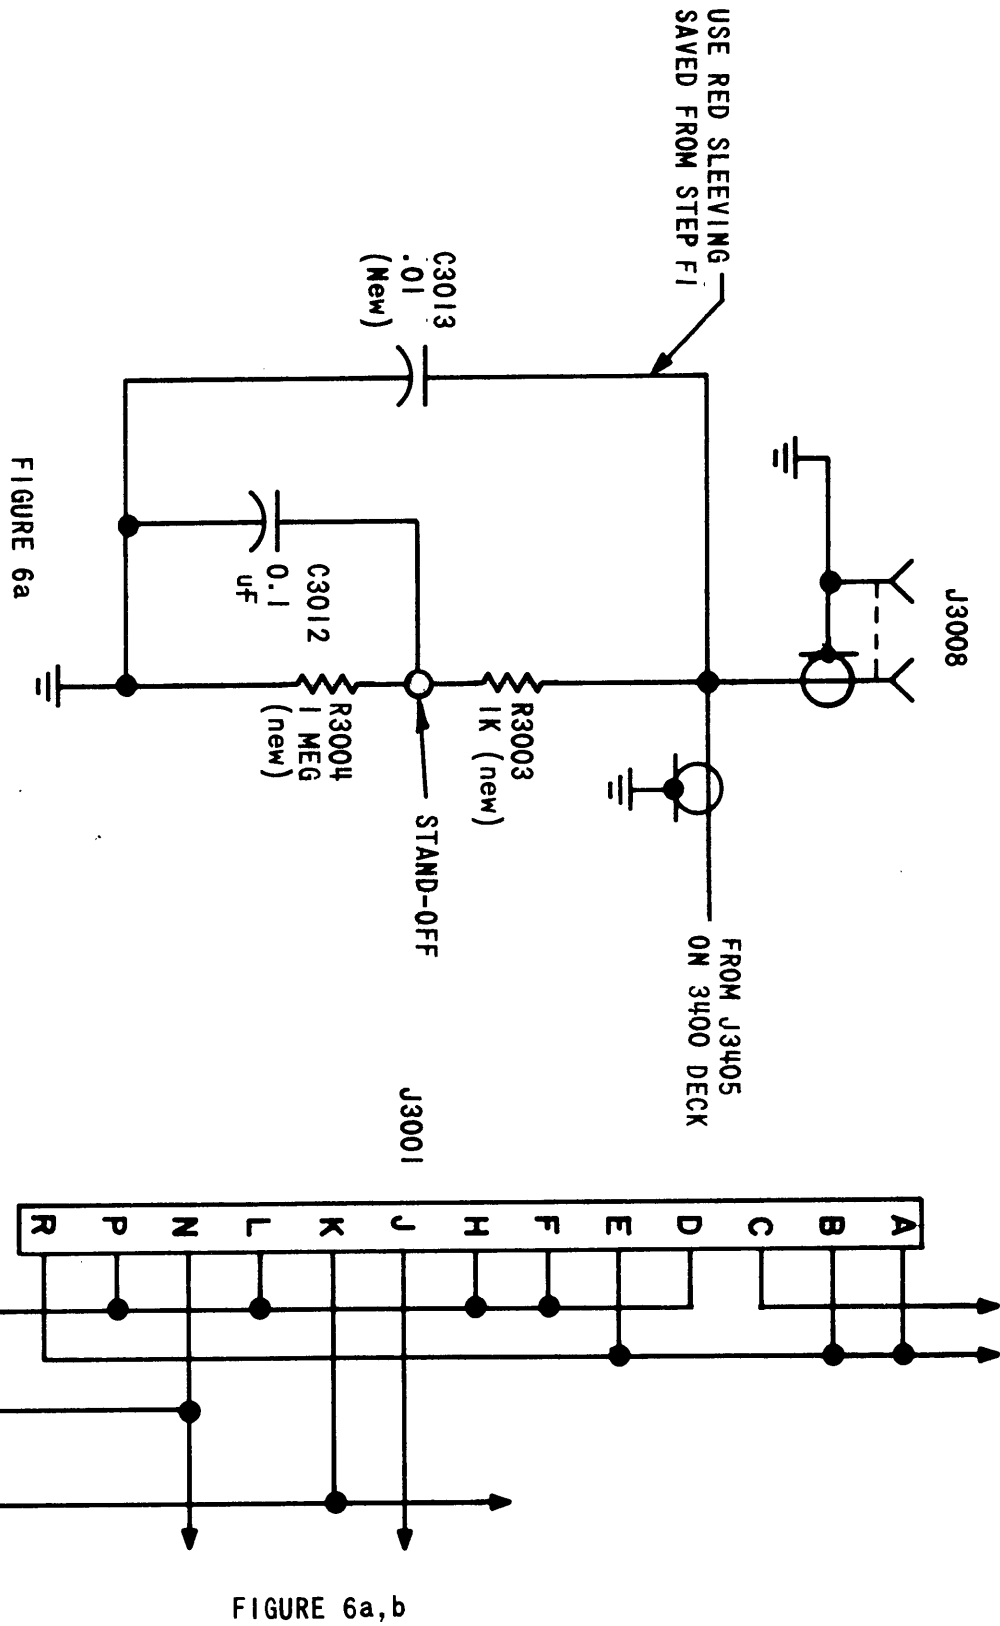 J3008
USE RED SLEEVING
SAVED FROM STEP F1
FROM J3405
ON 3400 DECK
C3013
.01
(New)
R3003
1K (new)
STAND-OFF
C3012
0.1
uF
R3004
1 MEG
(new)
FIGURE 6a
J3001
A
B
C
D
E
F
H
J
K
L
N
P
R
FIGURE 6a,b